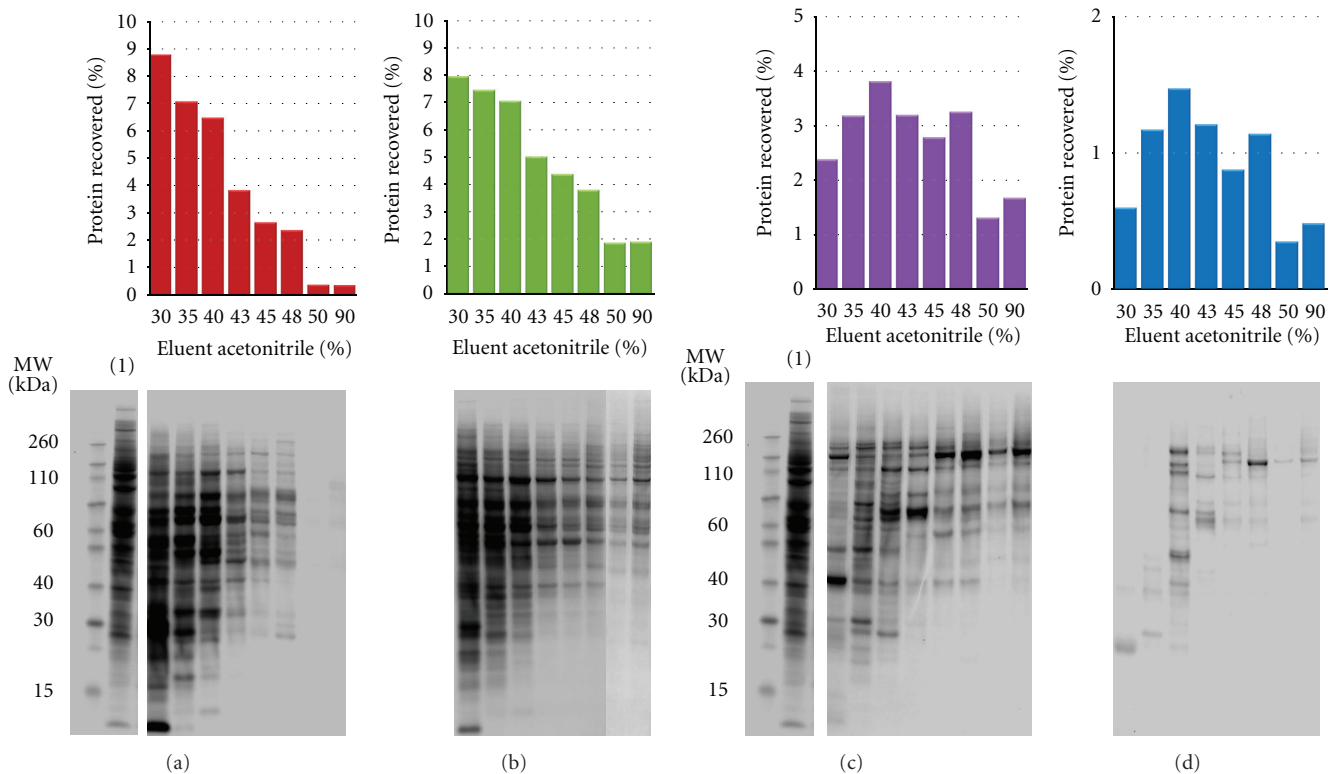 Protein recovered (%)
10
9
8
7
6
5
4
3
2
1
0
30 35 40 43 45 48 50 90
Eluent acetonitrile (%)
Protein recovered (%)
10
9
8
7
6
5
4
3
2
1
0
30 35 40 43 45 48 50 90
Eluent acetonitrile (%)
Protein recovered (%)
5
4
3
2
1
0
30 35 40 43 45 48 50 90
Eluent acetonitrile (%)
Protein recovered (%)
2
1
0
30 35 40 43 45 48 50 90
Eluent acetonitrile (%)
MW
(kDa)
(1)
260
110
60
40
30
15
(a)
(b)
MW
(kDa)
(1)
260
110
60
40
30
15
(c)
(d)